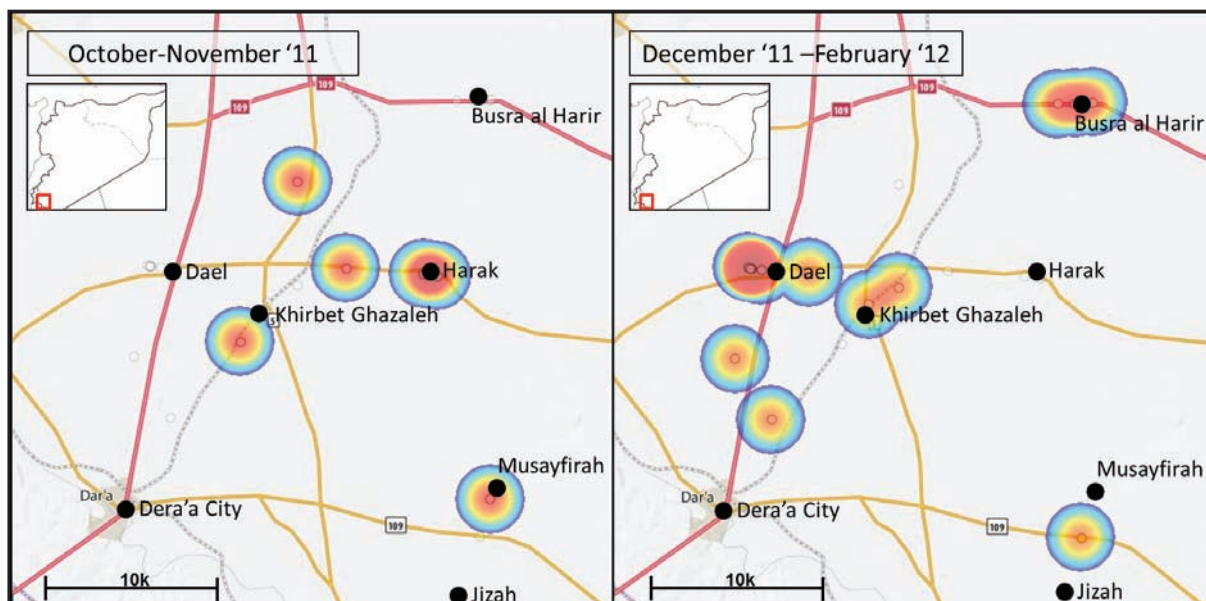 October-November ‘11
109
109
Busra al Harir
Dael
Harak
Khirbet Ghazaleh
5
Musayfirah
Dar'a
Dera’a City
109
10k
Jizah
December ‘11 –February ‘12
109
109
Busra al Harir
Dael
Harak
Khirbet Ghazaleh
Musayfirah
Dar'a
Dera’a City
109
10k
Jizah